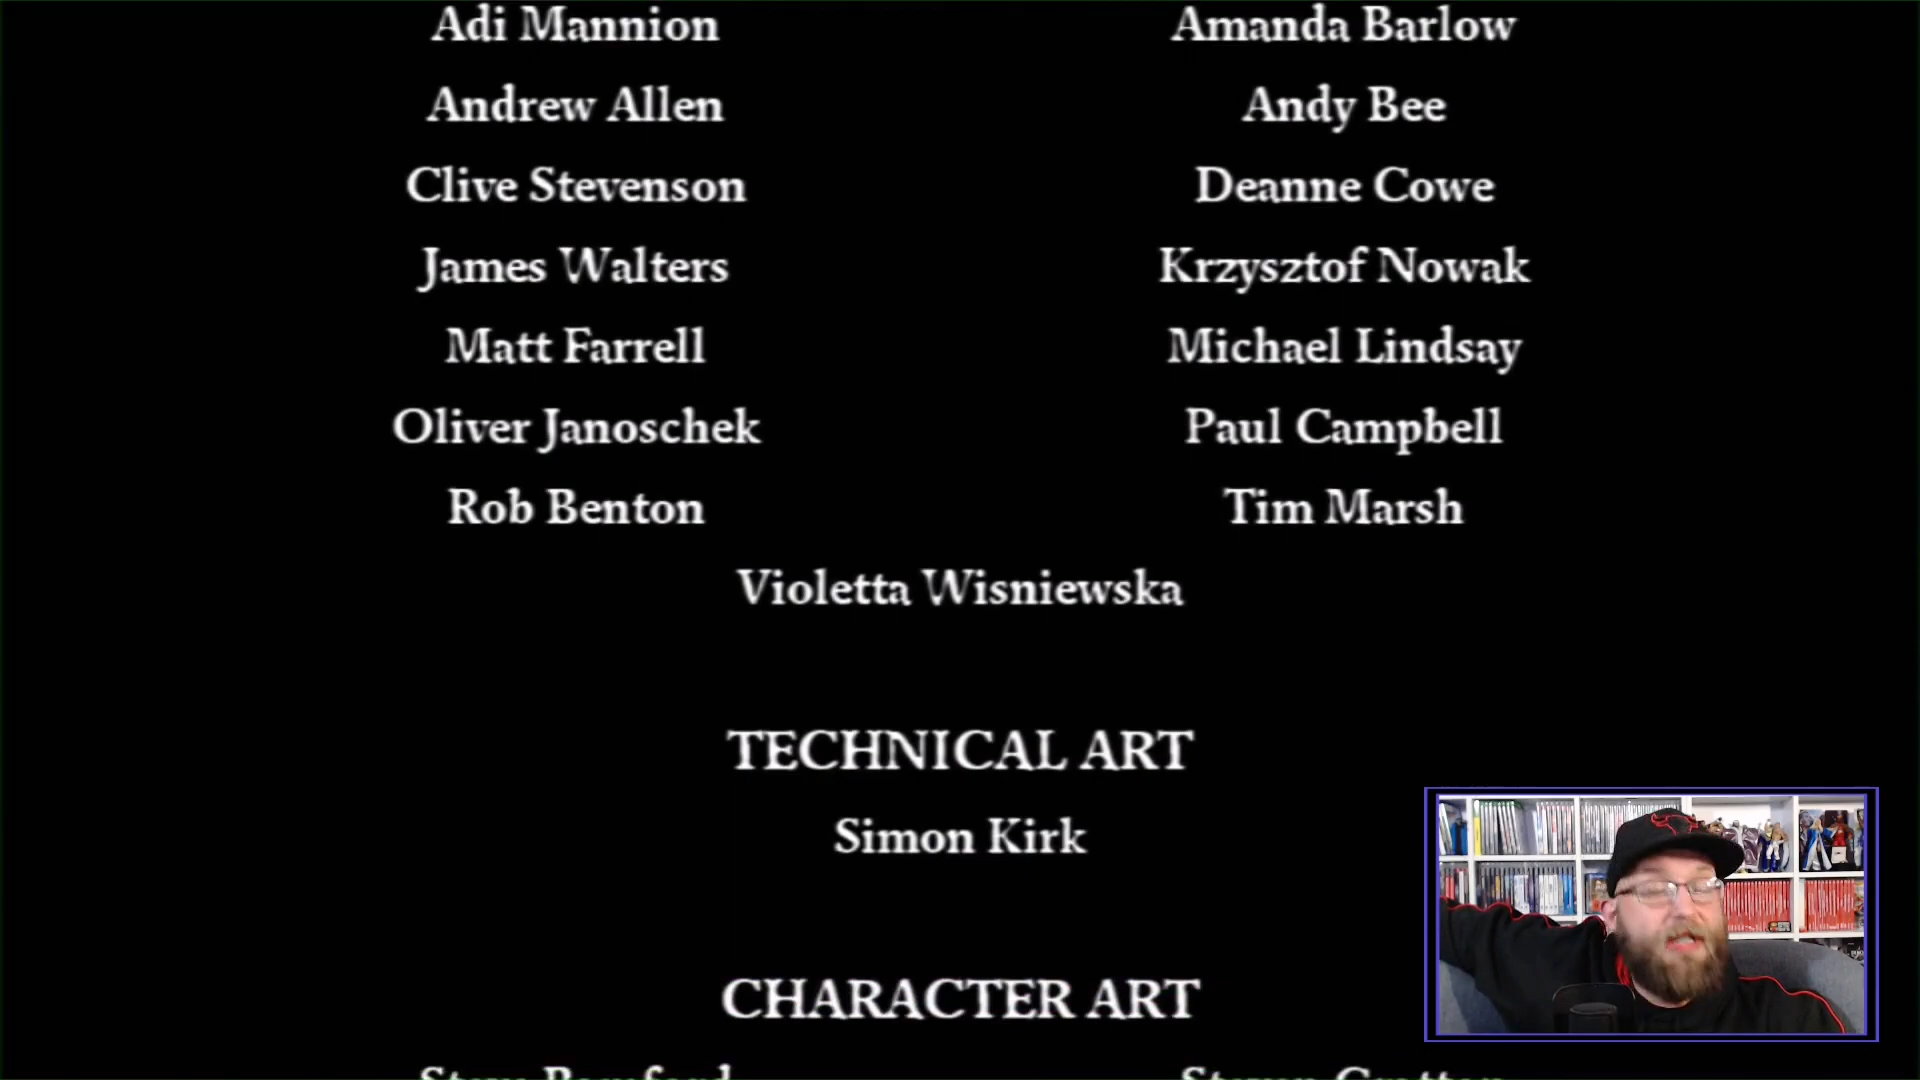 Adi Mannion Amanda Barlow
Andrew Allen Andy Bee
Clive Stevenson Deanne Cowe
James Walters Krzysztof Nowak
Matt Farrell Michael Lindsay
Oliver Janoschek Paul Campbell
Rob Benton Tim Marsh
Violetta Wisniewska
TECHNICAL ART
Simon Kirk
CHARACTER ART